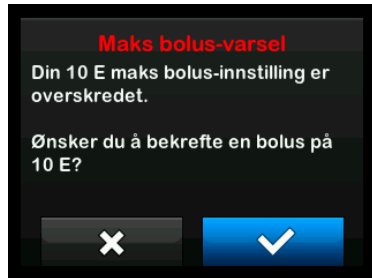 Maks bolus-varsel
Din 10 E maks bolus-innstilling er
overskredet.
Ønsker du å bekrefte en bolus på
10 E?